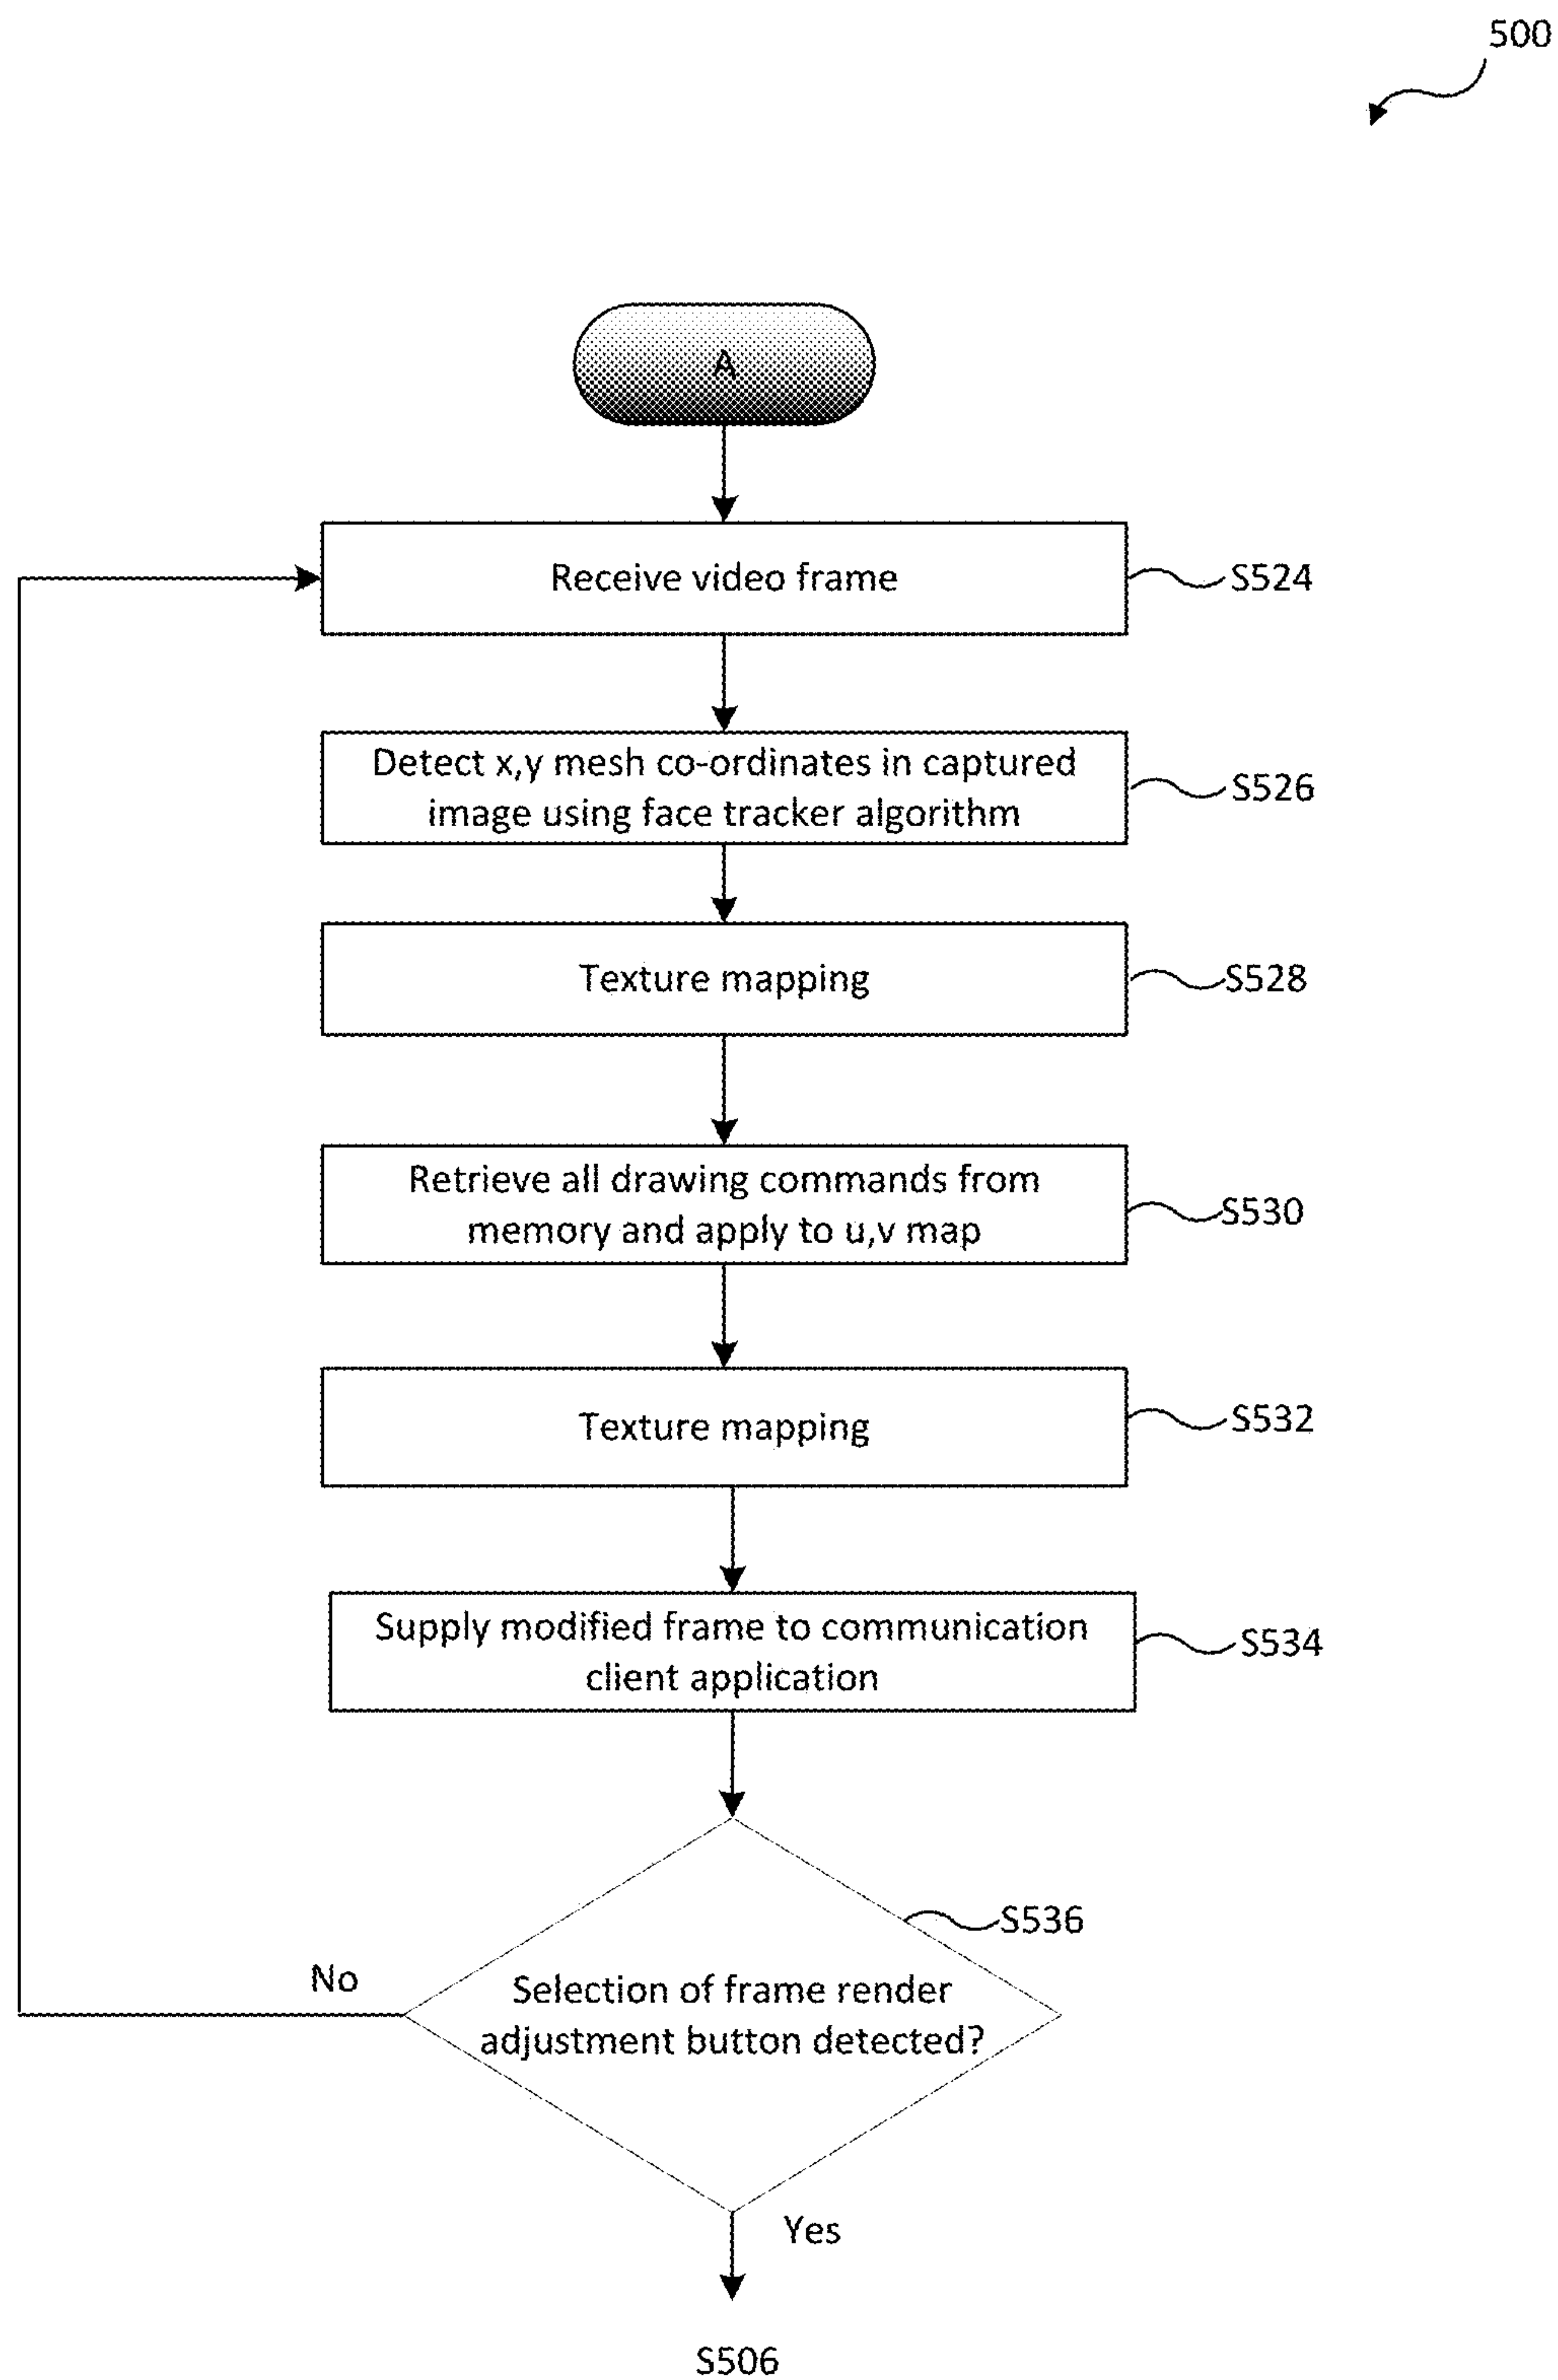 500
A
Receive video frame
S524
Detect x,y mesh co-ordinates in captured
image using face tracker algorithm
S526
Texture mapping
S528
Retrieve all drawing commands from
memory and apply to u,v map
S530
Texture mapping
S532
Supply modified frame to communication
client application
S534
S536
No
Selection of frame render
adjustment button detected?
Yes
S506